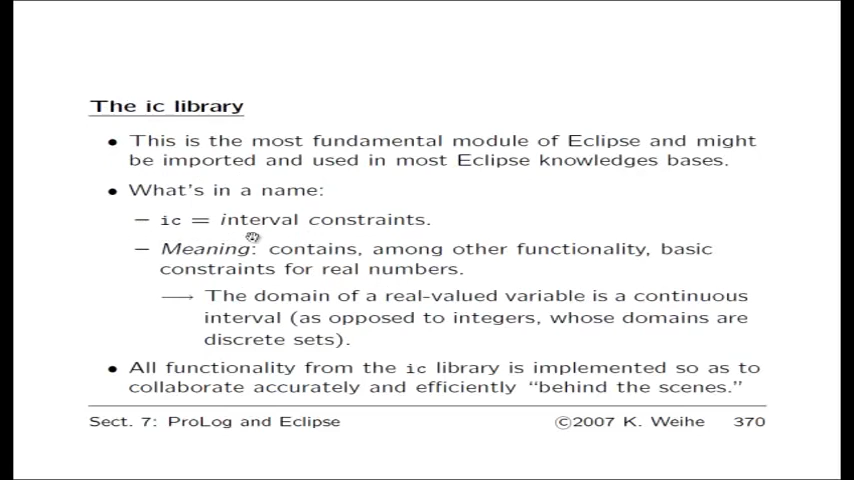 The ic library
• This is the most fundamental module of Eclipse and might
be imported and used in most Eclipse knowledges bases.
• What's in a name:
– ic = interval constraints.
– Meaning: contains, among other functionality, basic
constraints for real numbers.
⟶ The domain of a real-valued variable is a continuous
interval (as opposed to integers, whose domains are
discrete sets).
• All functionality from the ic library is implemented so as to
collaborate accurately and efficiently “behind the scenes.”
Sect. 7: ProLog and Eclipse ©2007 K. Weihe 370